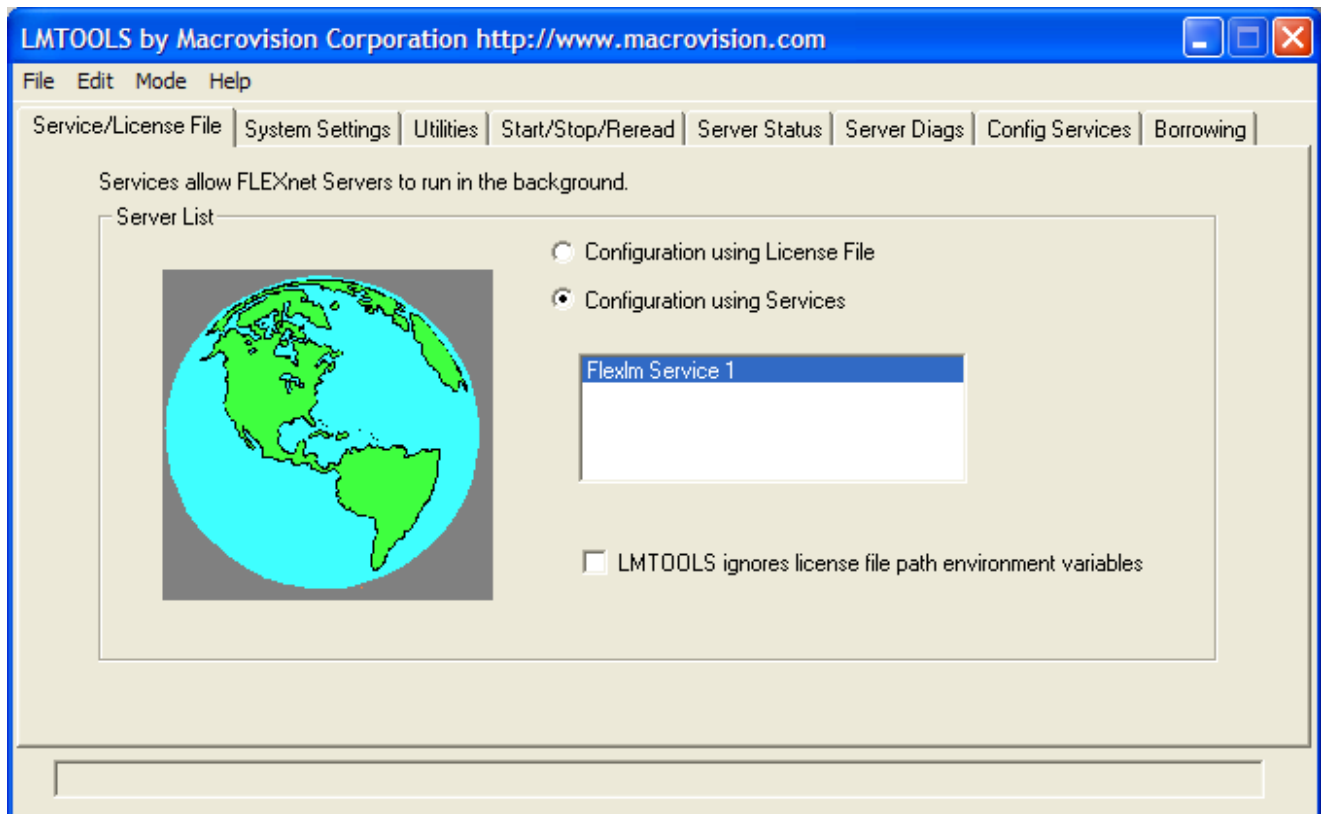 LMTOOLS by Macrovision Corporation http://www.macrovision.com
File Edit Mode Help
Service/License File System Settings Utilities Start/Stop/Reread Server Status Server Diags Config Services Borrowing
Services allow FLEXnet Servers to run in the background.
Server List
Configuration using License File
Configuration using Services
Flexlm Service 1
LMTOOLS ignores license file path environment variables